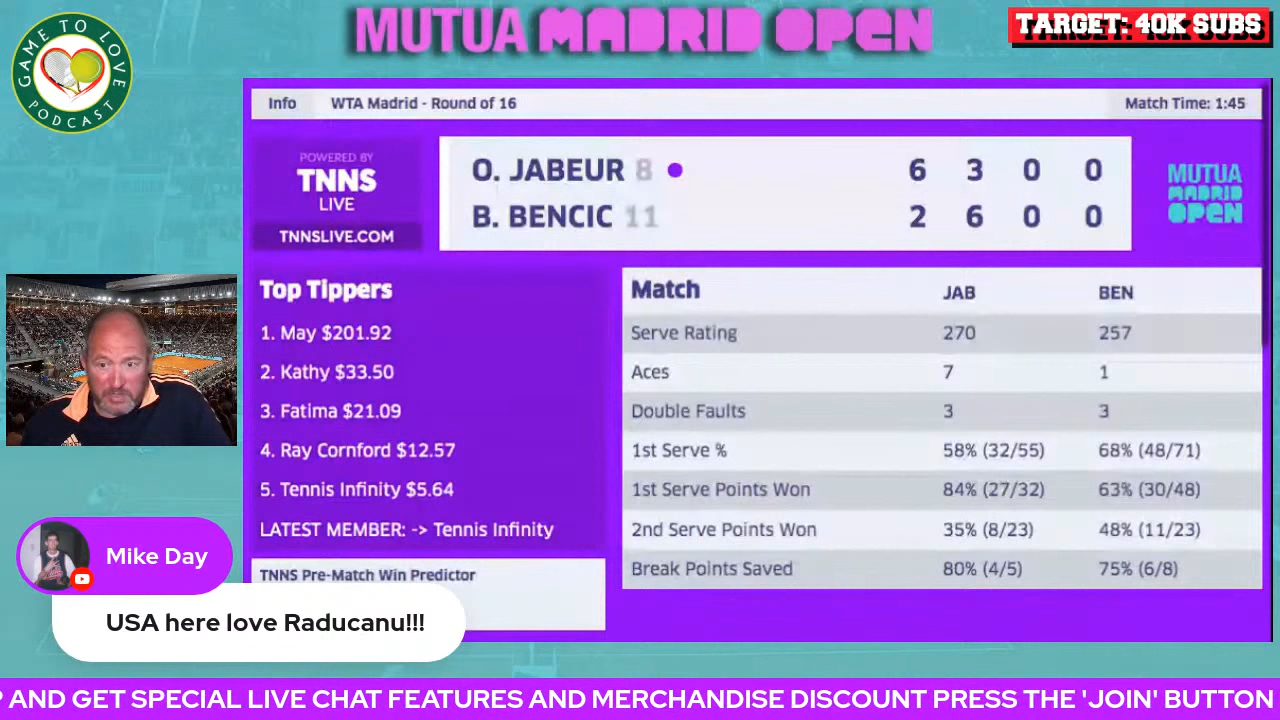 GAME TO LOVE
PODCAST
MUTUA MADRID OPEN
TARGET: 40K SUBS
Info WTA Madrid - Round of 16 Match Time: 1:45
POWERED BY
TNNS
LIVE
TNNSLIVE.COM
O. JABEUR 8 6 3 0 0
B. BENCIC 11 2 6 0 0
MUTUA
MADRID
OPEN
Top Tippers
1. May $201.92
2. Kathy $33.50
3. Fatima $21.09
4. Ray Cornford $12.57
5. Tennis Infinity $5.64
LATEST MEMBER: -> Tennis Infinity
TNNS Pre-Match Win Predictor
Match JAB BEN
Serve Rating 270 257
Aces 7 1
Double Faults 3 3
1st Serve % 58% (32/55) 68% (48/71)
1st Serve Points Won 84% (27/32) 63% (30/48)
2nd Serve Points Won 35% (8/23) 48% (11/23)
Break Points Saved 80% (4/5) 75% (6/8)
Mike Day
USA here love Raducanu!!!
P AND GET SPECIAL LIVE CHAT FEATURES AND MERCHANDISE DISCOUNT PRESS THE 'JOIN' BUTTON